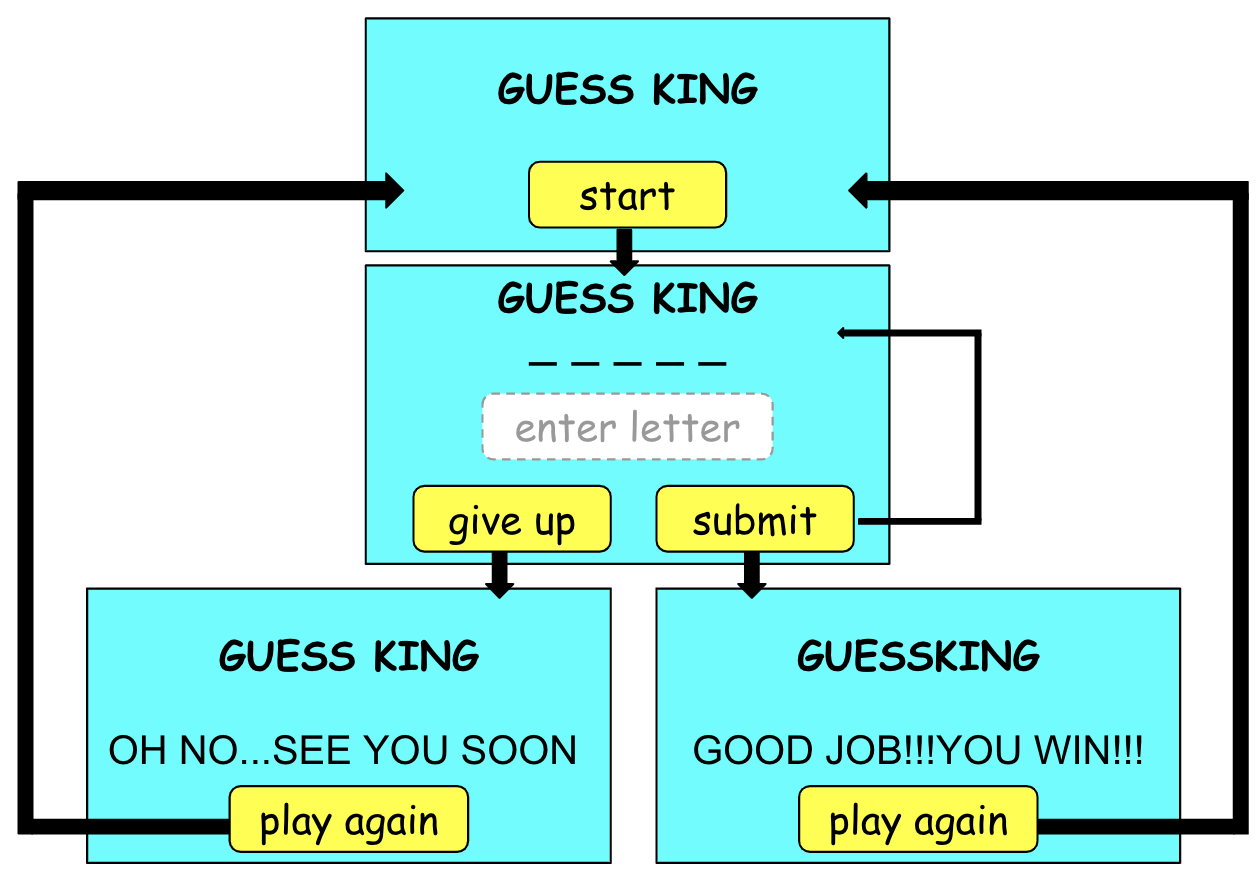 GUESS KING
start
GUESS KING
_ _ _ _ _
enter letter
give up
submit
GUESS KING
OH NO...SEE YOU SOON
play again
GUESSKING
GOOD JOB!!!YOU WIN!!!
play again